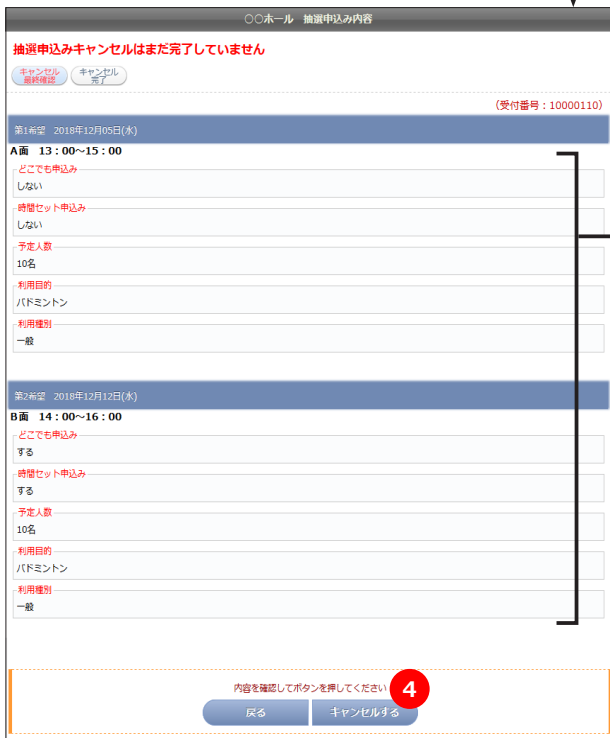 ○○ホール　抽選申込み内容
抽選申込みキャンセルはまだ完了していません
キャンセル
最終確認
キャンセル
完了
（受付番号：10000110）
第1希望　2018年12月05日(水)
A面　13：00～15：00
どこでも申込み
しない
時間セット申込み
しない
予定人数
10名
利用目的
バドミントン
利用種別
一般
第2希望　2018年12月12日(水)
B面　14：00～16：00
どこでも申込み
する
時間セット申込み
する
予定人数
10名
利用目的
バドミントン
利用種別
一般
内容を確認してボタンを押してください
4
戻る
キャンセルする